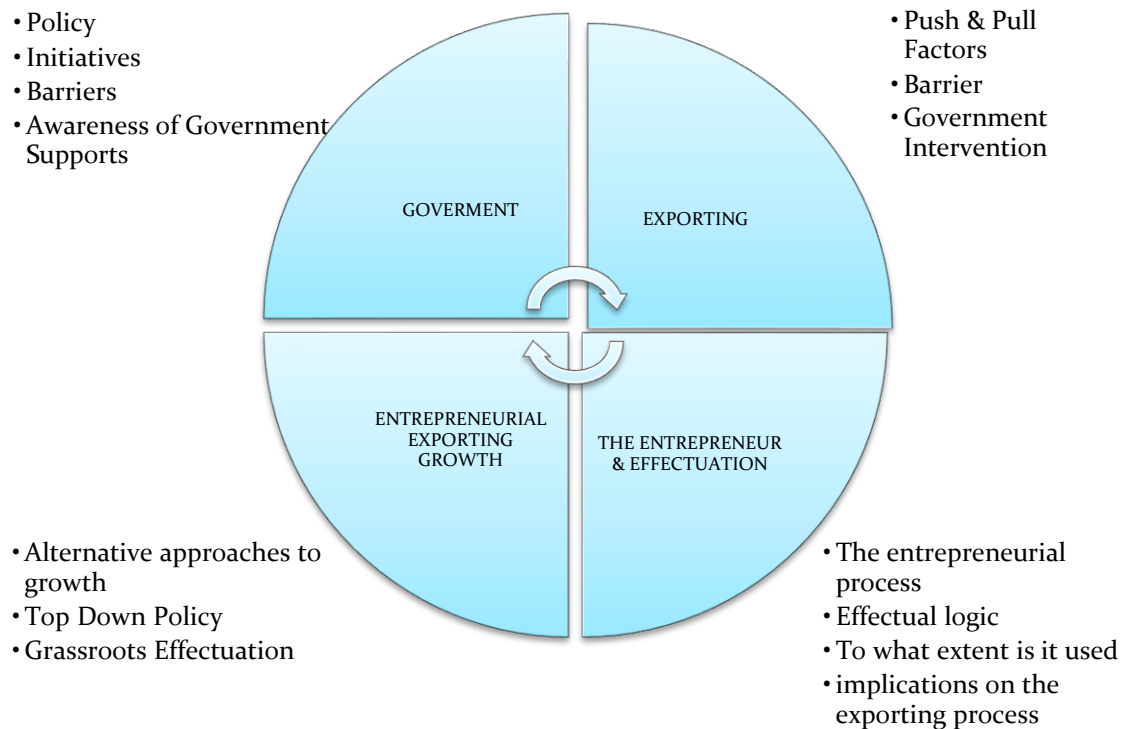 • Policy
• Initiatives
• Barriers
• Awareness of Government
Supports
• Push & Pull
Factors
• Barrier
• Government
Intervention
GOVERMENT
EXPORTING
ENTREPRENEURIAL
EXPORTING
GROWTH
THE ENTREPRENEUR
& EFFECTUATION
• Alternative approaches to
growth
• Top Down Policy
• Grassroots Effectuation
• The entrepreneurial
process
• Effectual logic
• To what extent is it used
• implications on the
exporting process